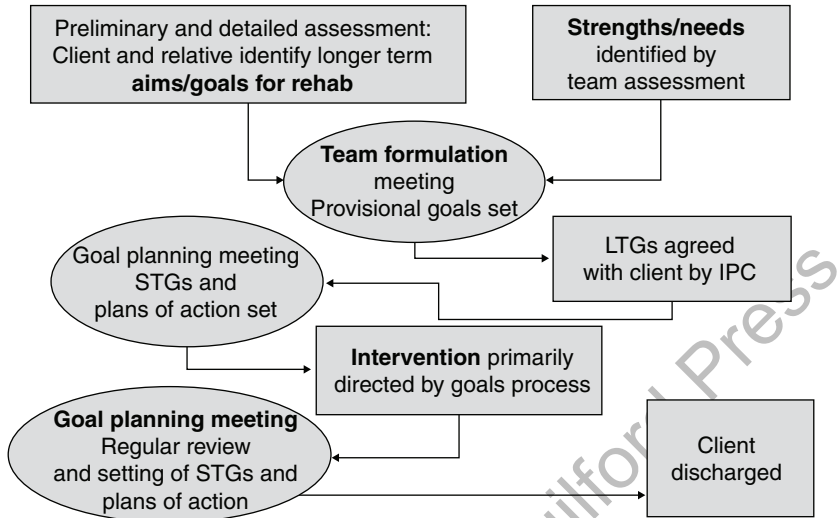 Preliminary and detailed assessment:
Client and relative identify longer term
aims/goals for rehab
Strengths/needs
identified by
team assessment
Team formulation
meeting
Provisional goals set
LTGs agreed
with client by IPC
Goal planning meeting
STGs and
plans of action set
Intervention primarily
directed by goals process
Goal planning meeting
Regular review
and setting of STGs and
plans of action
Client
discharged
Press